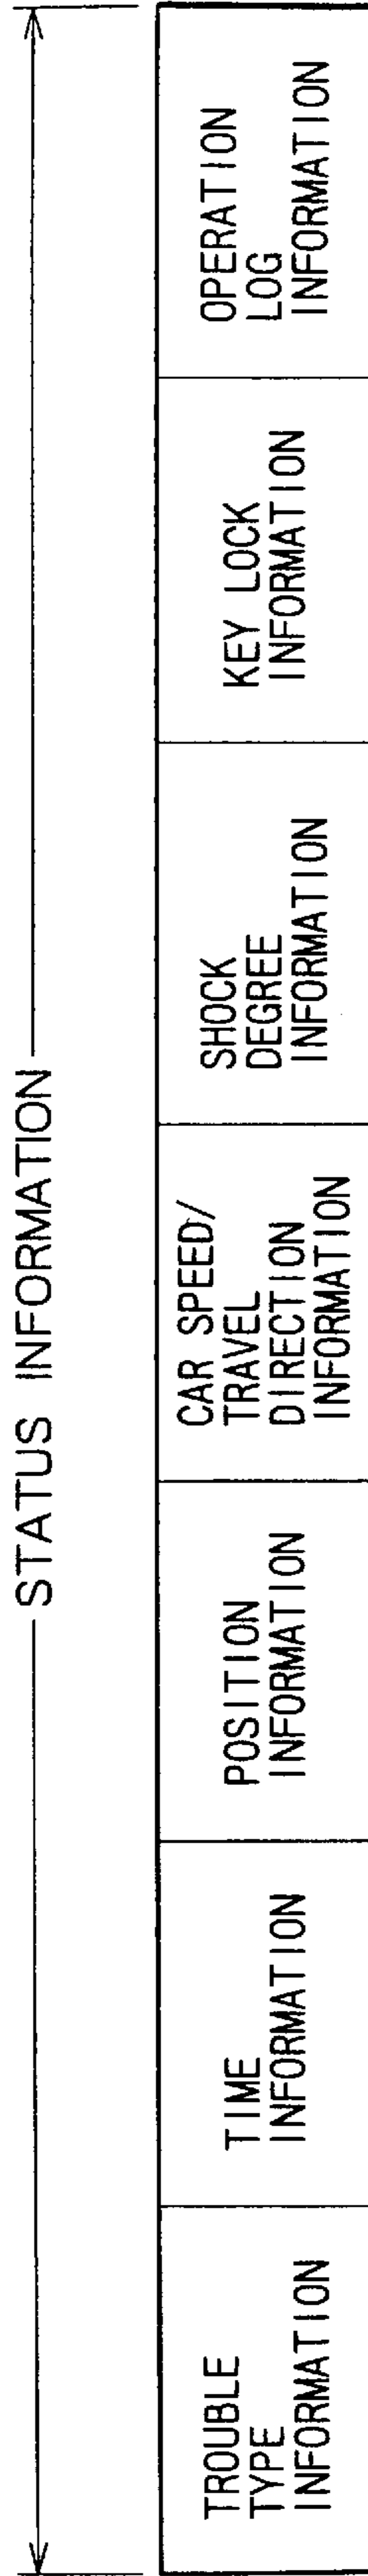 STATUS INFORMATION
TROUBLE
TYPE
INFORMATION
TIME
INFORMATION
POSITION
INFORMATION
CAR SPEED/
TRAVEL
DIRECTION
INFORMATION
SHOCK
DEGREE
INFORMATION
KEY LOCK
INFORMATION
OPERATION
LOG
INFORMATION